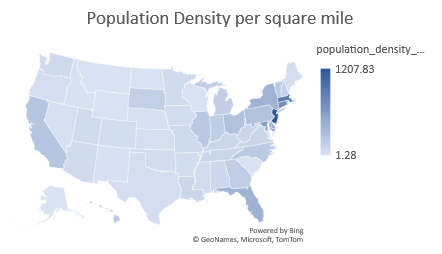 Population Density per square mile
population_density_...
1207.83
1.28
Powered by Bing
© GeoNames, Microsoft, TomTom